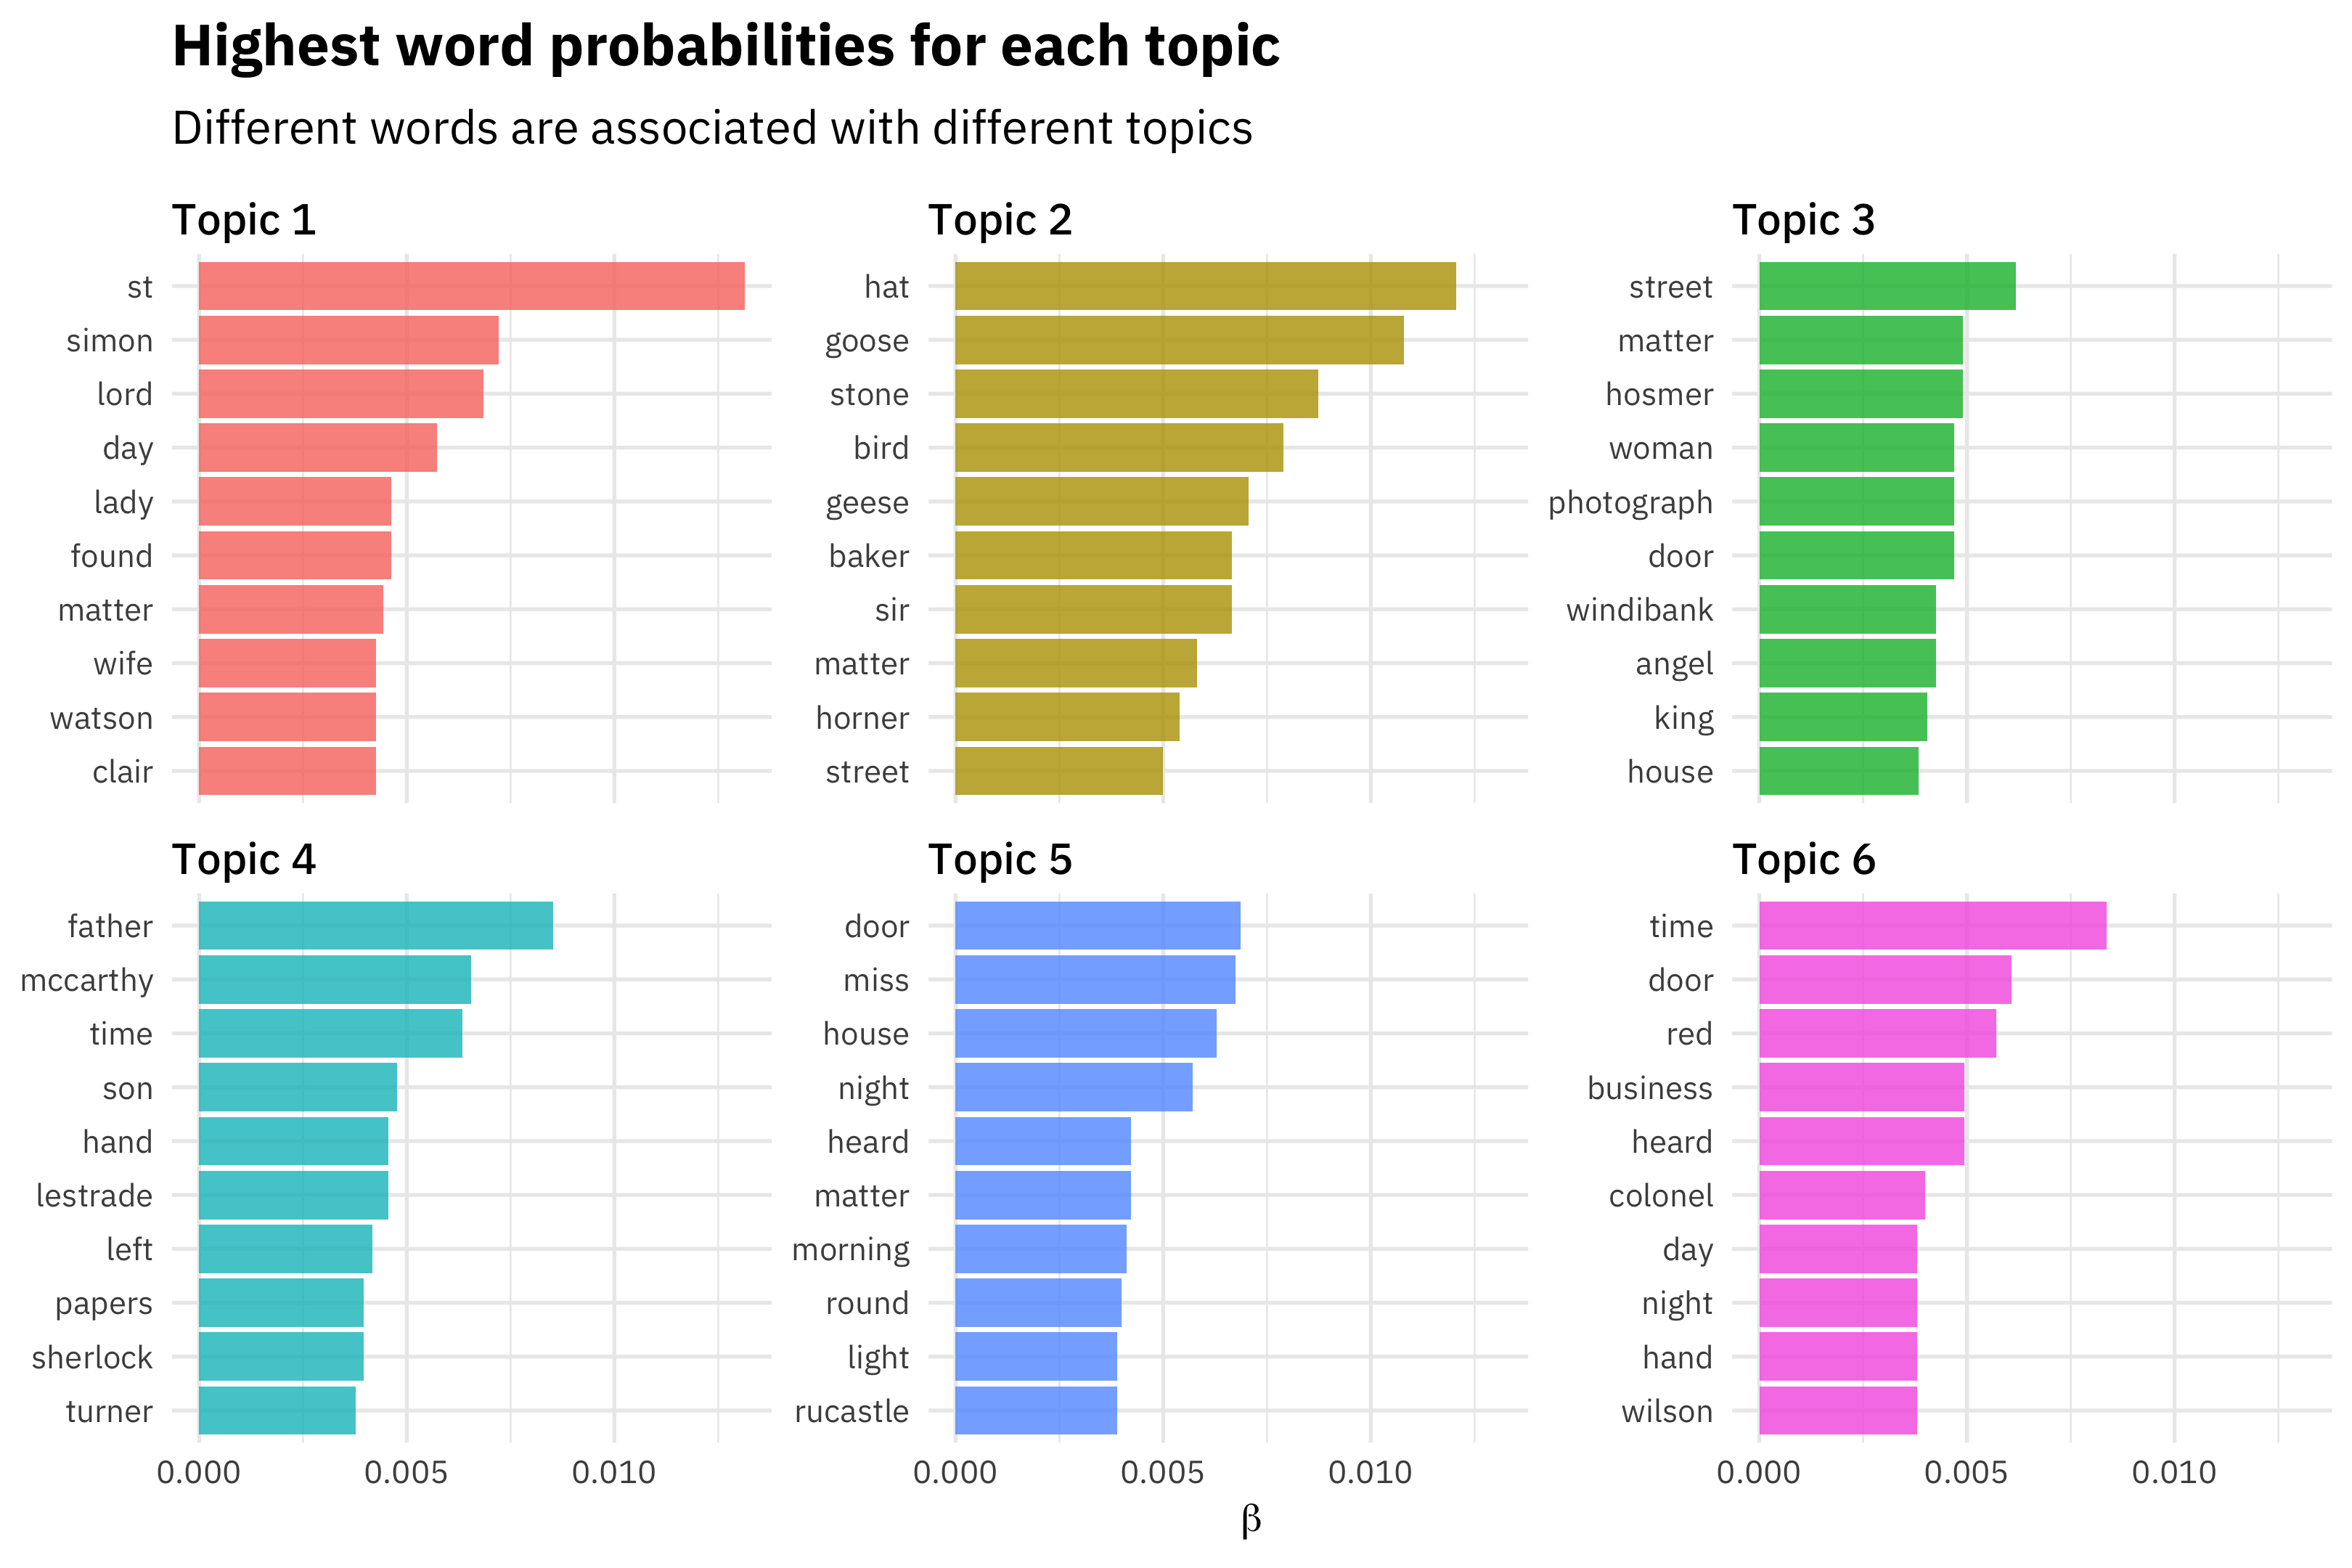 Highest word probabilities for each topic
Different words are associated with different topics
Topic 1
st
simon
lord
day
lady
found
matter
wife
watson
clair
Topic 2
hat
goose
stone
bird
geese
baker
sir
matter
horner
street
Topic 3
street
matter
hosmer
woman
photograph
door
windibank
angel
king
house
Topic 4
father
mccarthy
time
son
hand
lestrade
left
papers
sherlock
turner
0.000 0.005 0.010
Topic 5
door
miss
house
night
heard
matter
morning
round
light
rucastle
0.000 0.005 0.010
Topic 6
time
door
red
business
heard
colonel
day
night
hand
wilson
0.000 0.005 0.010
β